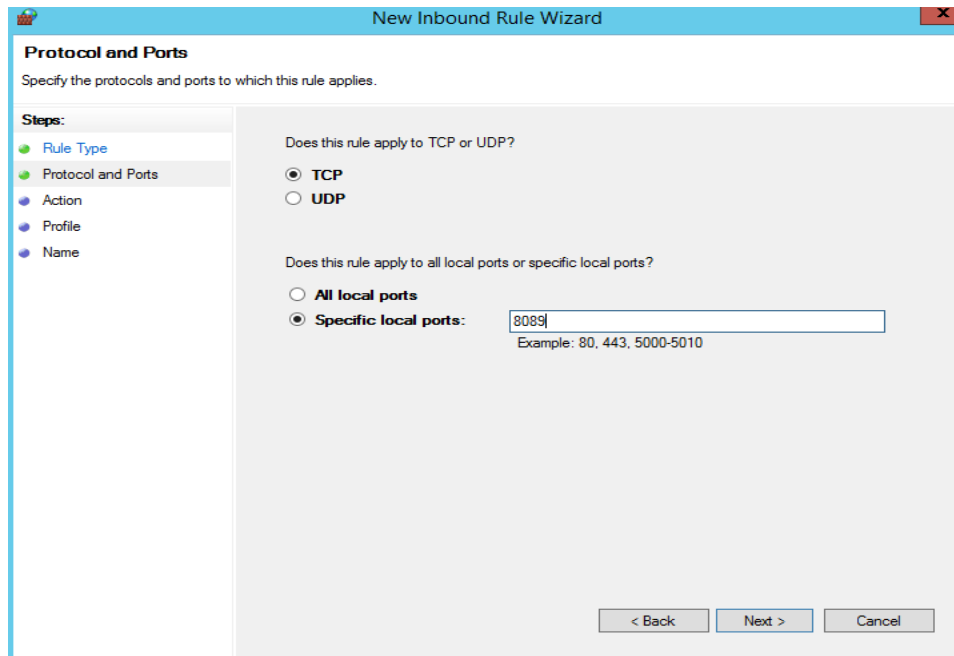 New Inbound Rule Wizard
x
Protocol and Ports
Specify the protocols and ports to which this rule applies.
Steps:
Rule Type
Protocol and Ports
Action
Profile
Name
Does this rule apply to TCP or UDP?
TCP
UDP
Does this rule apply to all local ports or specific local ports?
All local ports
Specific local ports: 8089
Example: 80, 443, 5000-5010
< Back Next > Cancel